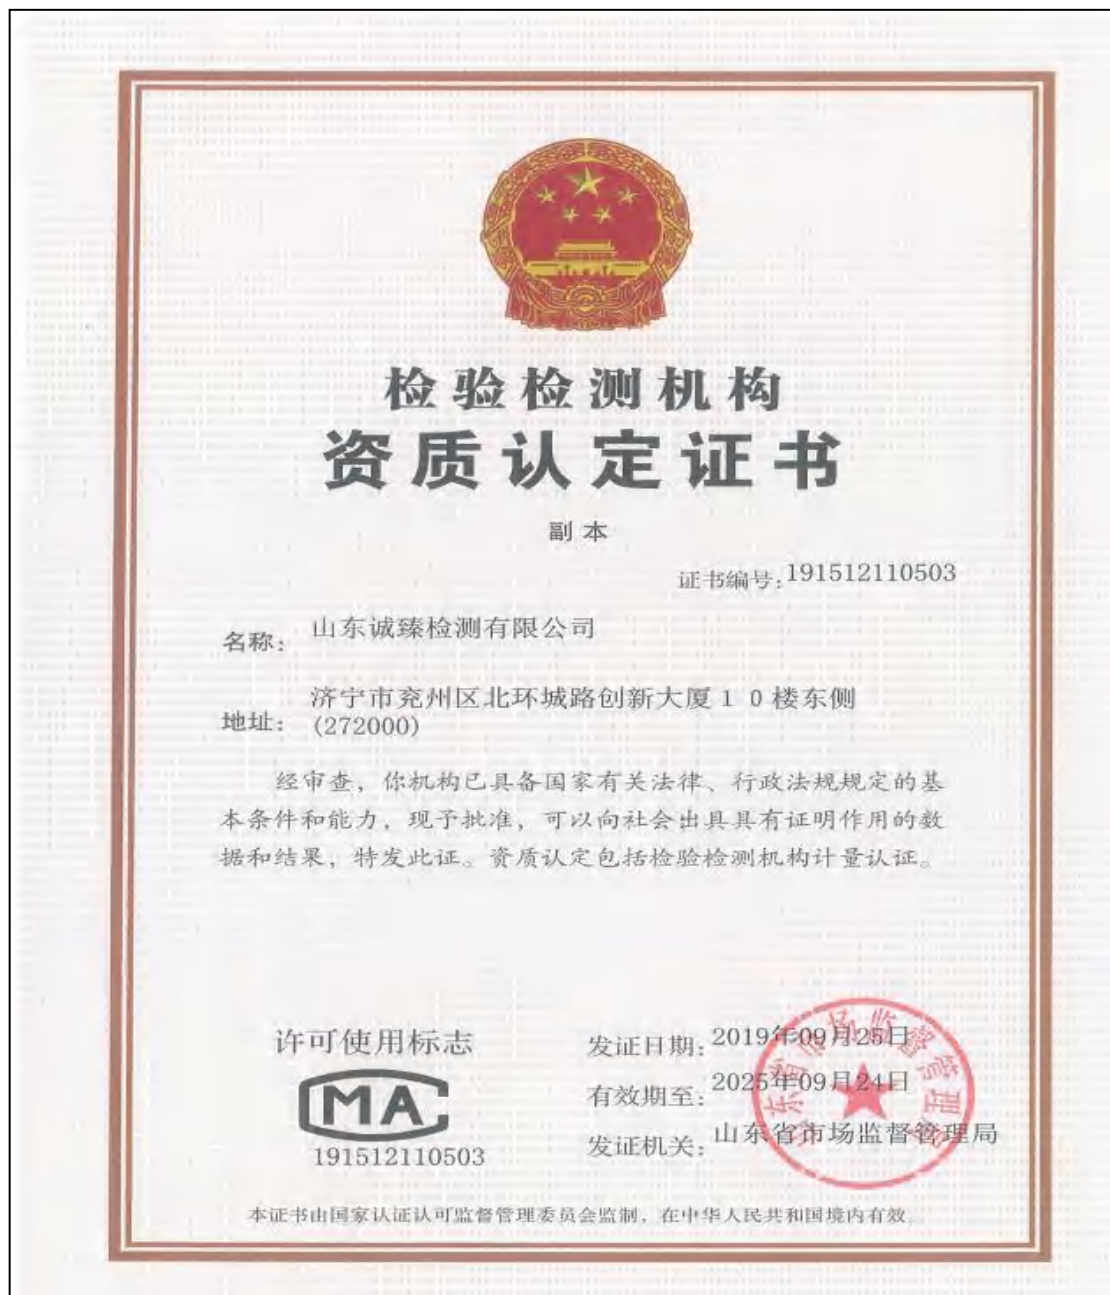 检验检测机构
资质认定证书
副本
证书编号：191512110503
名称： 山东诚臻检测有限公司
地址： 济宁市兖州区北环城路创新大厦１０楼东侧
(272000)
经审查，你机构已具备国家有关法律、行政法规规定的基
本条件和能力，现予批准，可以向社会出具具有证明作用的数
据和结果，特发此证。资质认定包括检验检测机构计量认证。
许可使用标志
MA
191512110503
发证日期：2019年09月25日
有效期至：2025年09月24日
发证机关：山东省市场监督管理局
山东省市场监督管理局
本证书由国家认证认可监督管理委员会监制，在中华人民共和国境内有效。